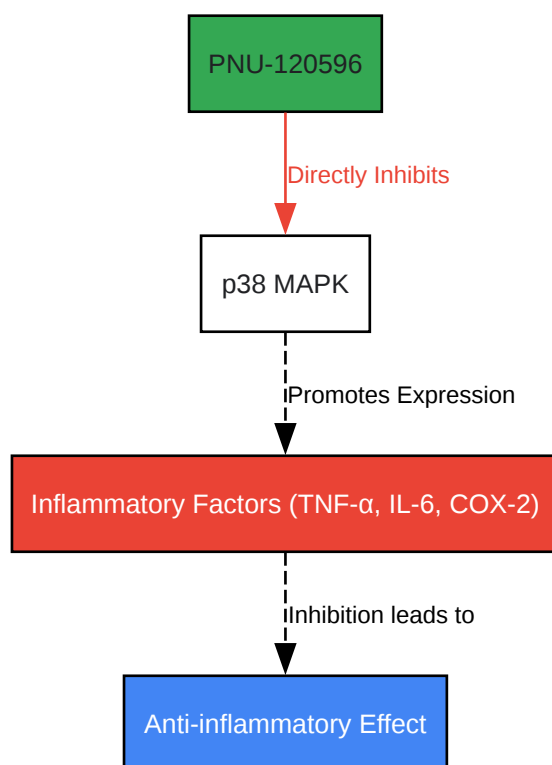 PNU-120596
Directly Inhibits
p38 MAPK
Promotes Expression
Inflammatory Factors (TNF-α, IL-6, COX-2)
Inhibition leads to
Anti-inflammatory Effect